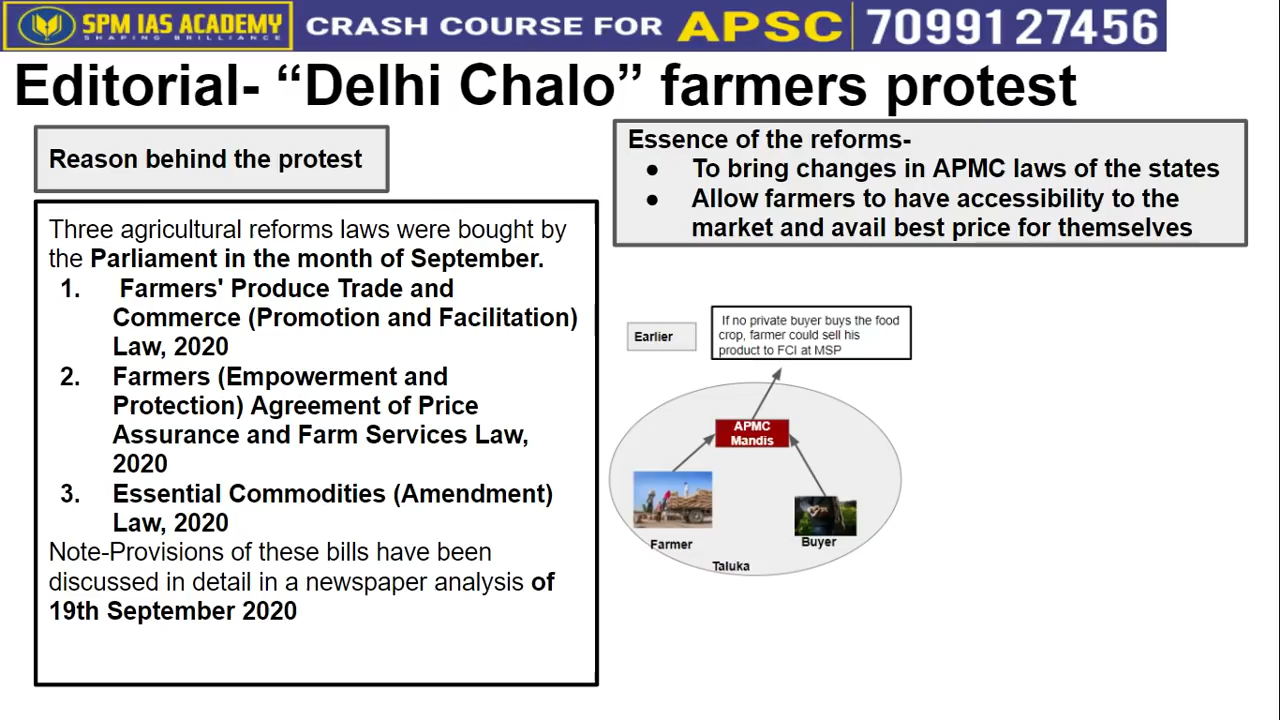 SPM IAS ACADEMY
SHAPING BRILLIANCE
CRASH COURSE FOR APSC 70991 27456
Editorial- “Delhi Chalo” farmers protest
Reason behind the protest
Three agricultural reforms laws were bought by
the Parliament in the month of September.
1. Farmers' Produce Trade and
Commerce (Promotion and Facilitation)
Law, 2020
2. Farmers (Empowerment and
Protection) Agreement of Price
Assurance and Farm Services Law,
2020
3. Essential Commodities (Amendment)
Law, 2020
Note-Provisions of these bills have been
discussed in detail in a newspaper analysis of
19th September 2020
Essence of the reforms-
● To bring changes in APMC laws of the states
● Allow farmers to have accessibility to the
market and avail best price for themselves
Earlier
If no private buyer buys the food
crop, farmer could sell his
product to FCI at MSP
APMC
Mandis
Farmer
Buyer
Taluka